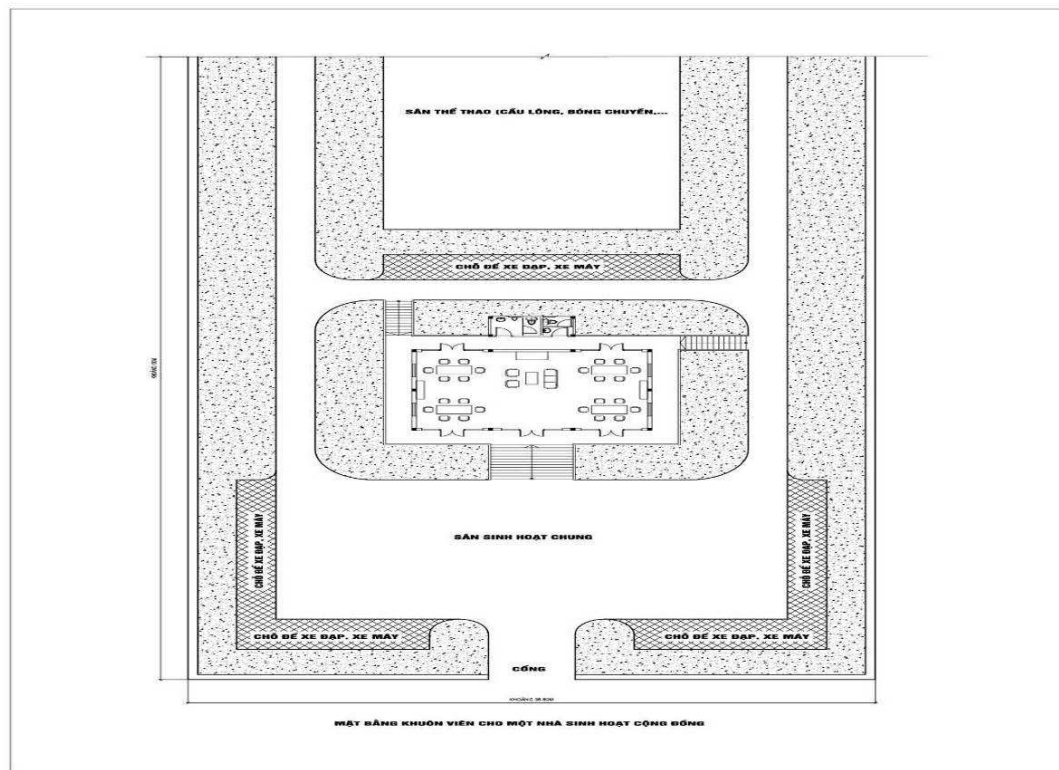 SÂN THỂ THAO (CẦU LÔNG, BÓNG CHUYỀN,...
CHỖ ĐỂ XE ĐẠP, XE MÁY
SÂN SINH HOẠT CHUNG
CHỖ ĐỂ XE ĐẠP, XE MÁY
CHỖ ĐỂ XE ĐẠP, XE MÁY
CHỖ ĐỂ XE ĐẠP, XE MÁY
CHỖ ĐỂ XE ĐẠP, XE MÁY
CỔNG
MẶT BẰNG KHUÔN VIÊN CHO MỘT NHÀ SINH HOẠT CỘNG ĐỒNG